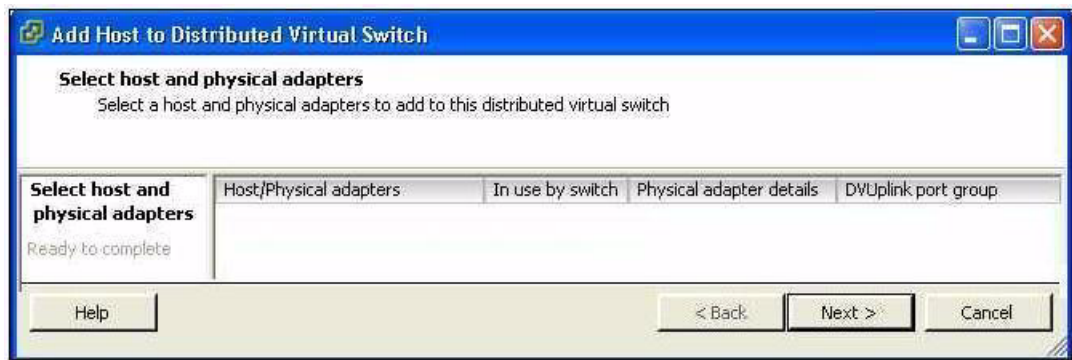 Add Host to Distributed Virtual Switch
Select host and physical adapters
Select a host and physical adapters to add to this distributed virtual switch
Select host and
physical adapters
Ready to complete
Host/Physical adapters In use by switch Physical adapter details DVUplink port group
Help < Back Next > Cancel